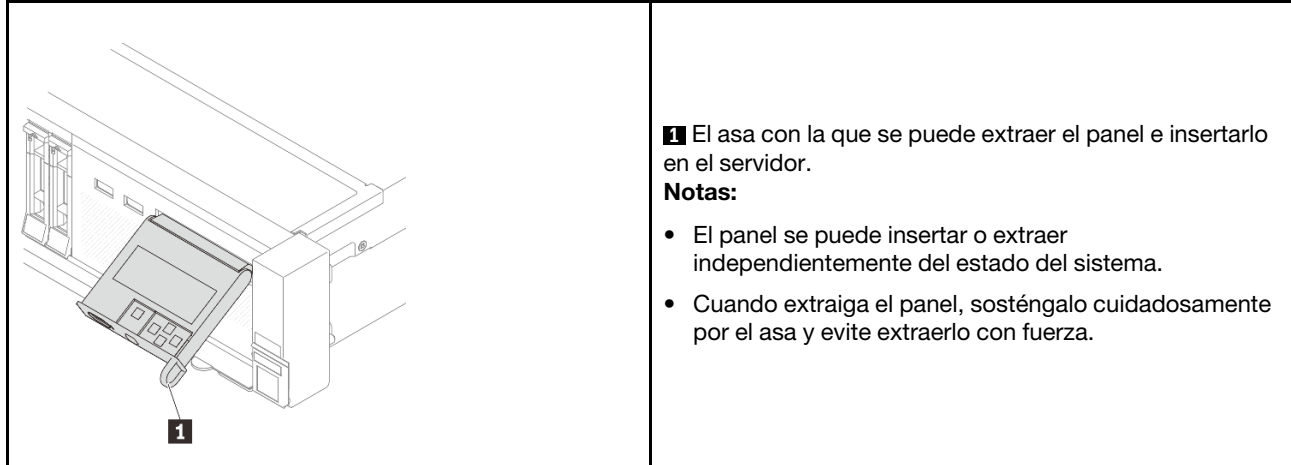 1
1 El asa con la que se puede extraer el panel e insertarlo
en el servidor.
Notas:
• El panel se puede insertar o extraer
independientemente del estado del sistema.
• Cuando extraiga el panel, sosténgalo cuidadosamente
por el asa y evite extraerlo con fuerza.